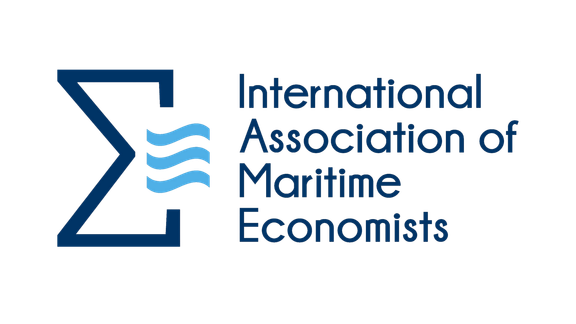 International
Association of
Maritime
Economists